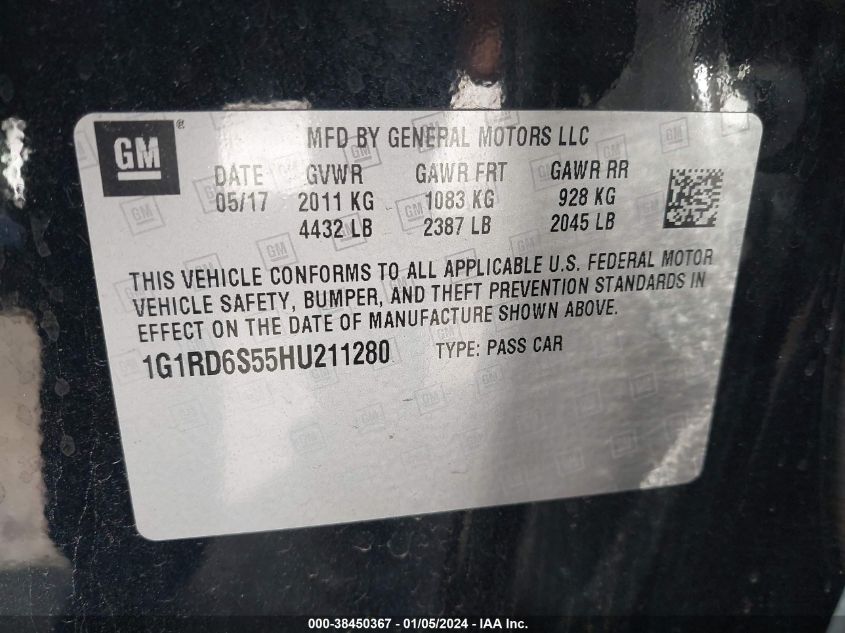 GM ®
MFD BY GENERAL MOTORS LLC
DATE GVWR GAWR FRT GAWR RR
05/17 2011 KG 1083 KG 928 KG
4432 LB 2387 LB 2045 LB
THIS VEHICLE CONFORMS TO ALL APPLICABLE U.S. FEDERAL MOTOR
VEHICLE SAFETY, BUMPER, AND THEFT PREVENTION STANDARDS IN
EFFECT ON THE DATE OF MANUFACTURE SHOWN ABOVE.
1G1RD6S55HU211280 TYPE: PASS CAR
000-38450367 - 01/05/2024 - IAA Inc.